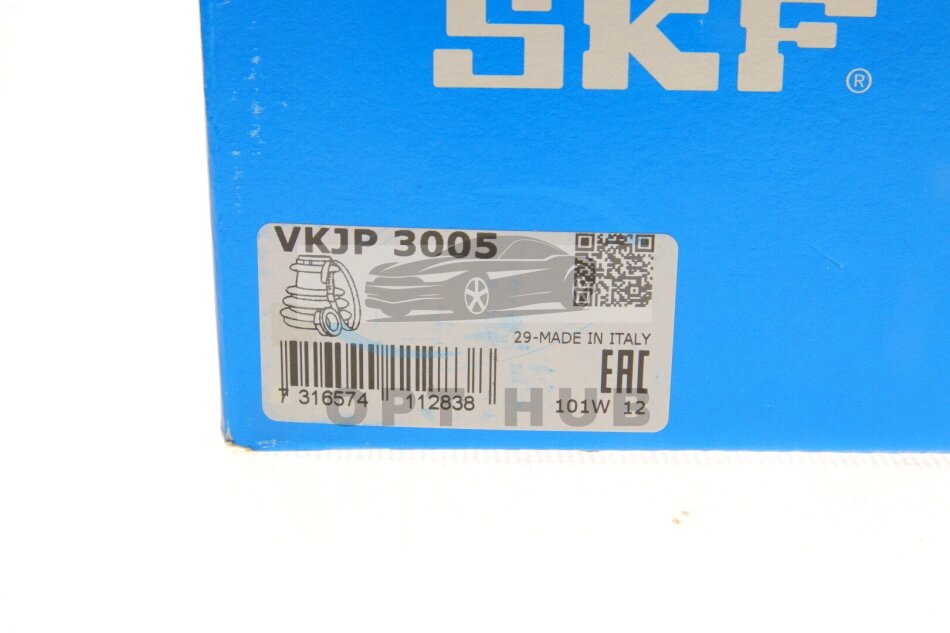 SKF®
VKJP 3005
29-MADE IN ITALY
EAC
7 316574 112838
101W 12
OPT HUB